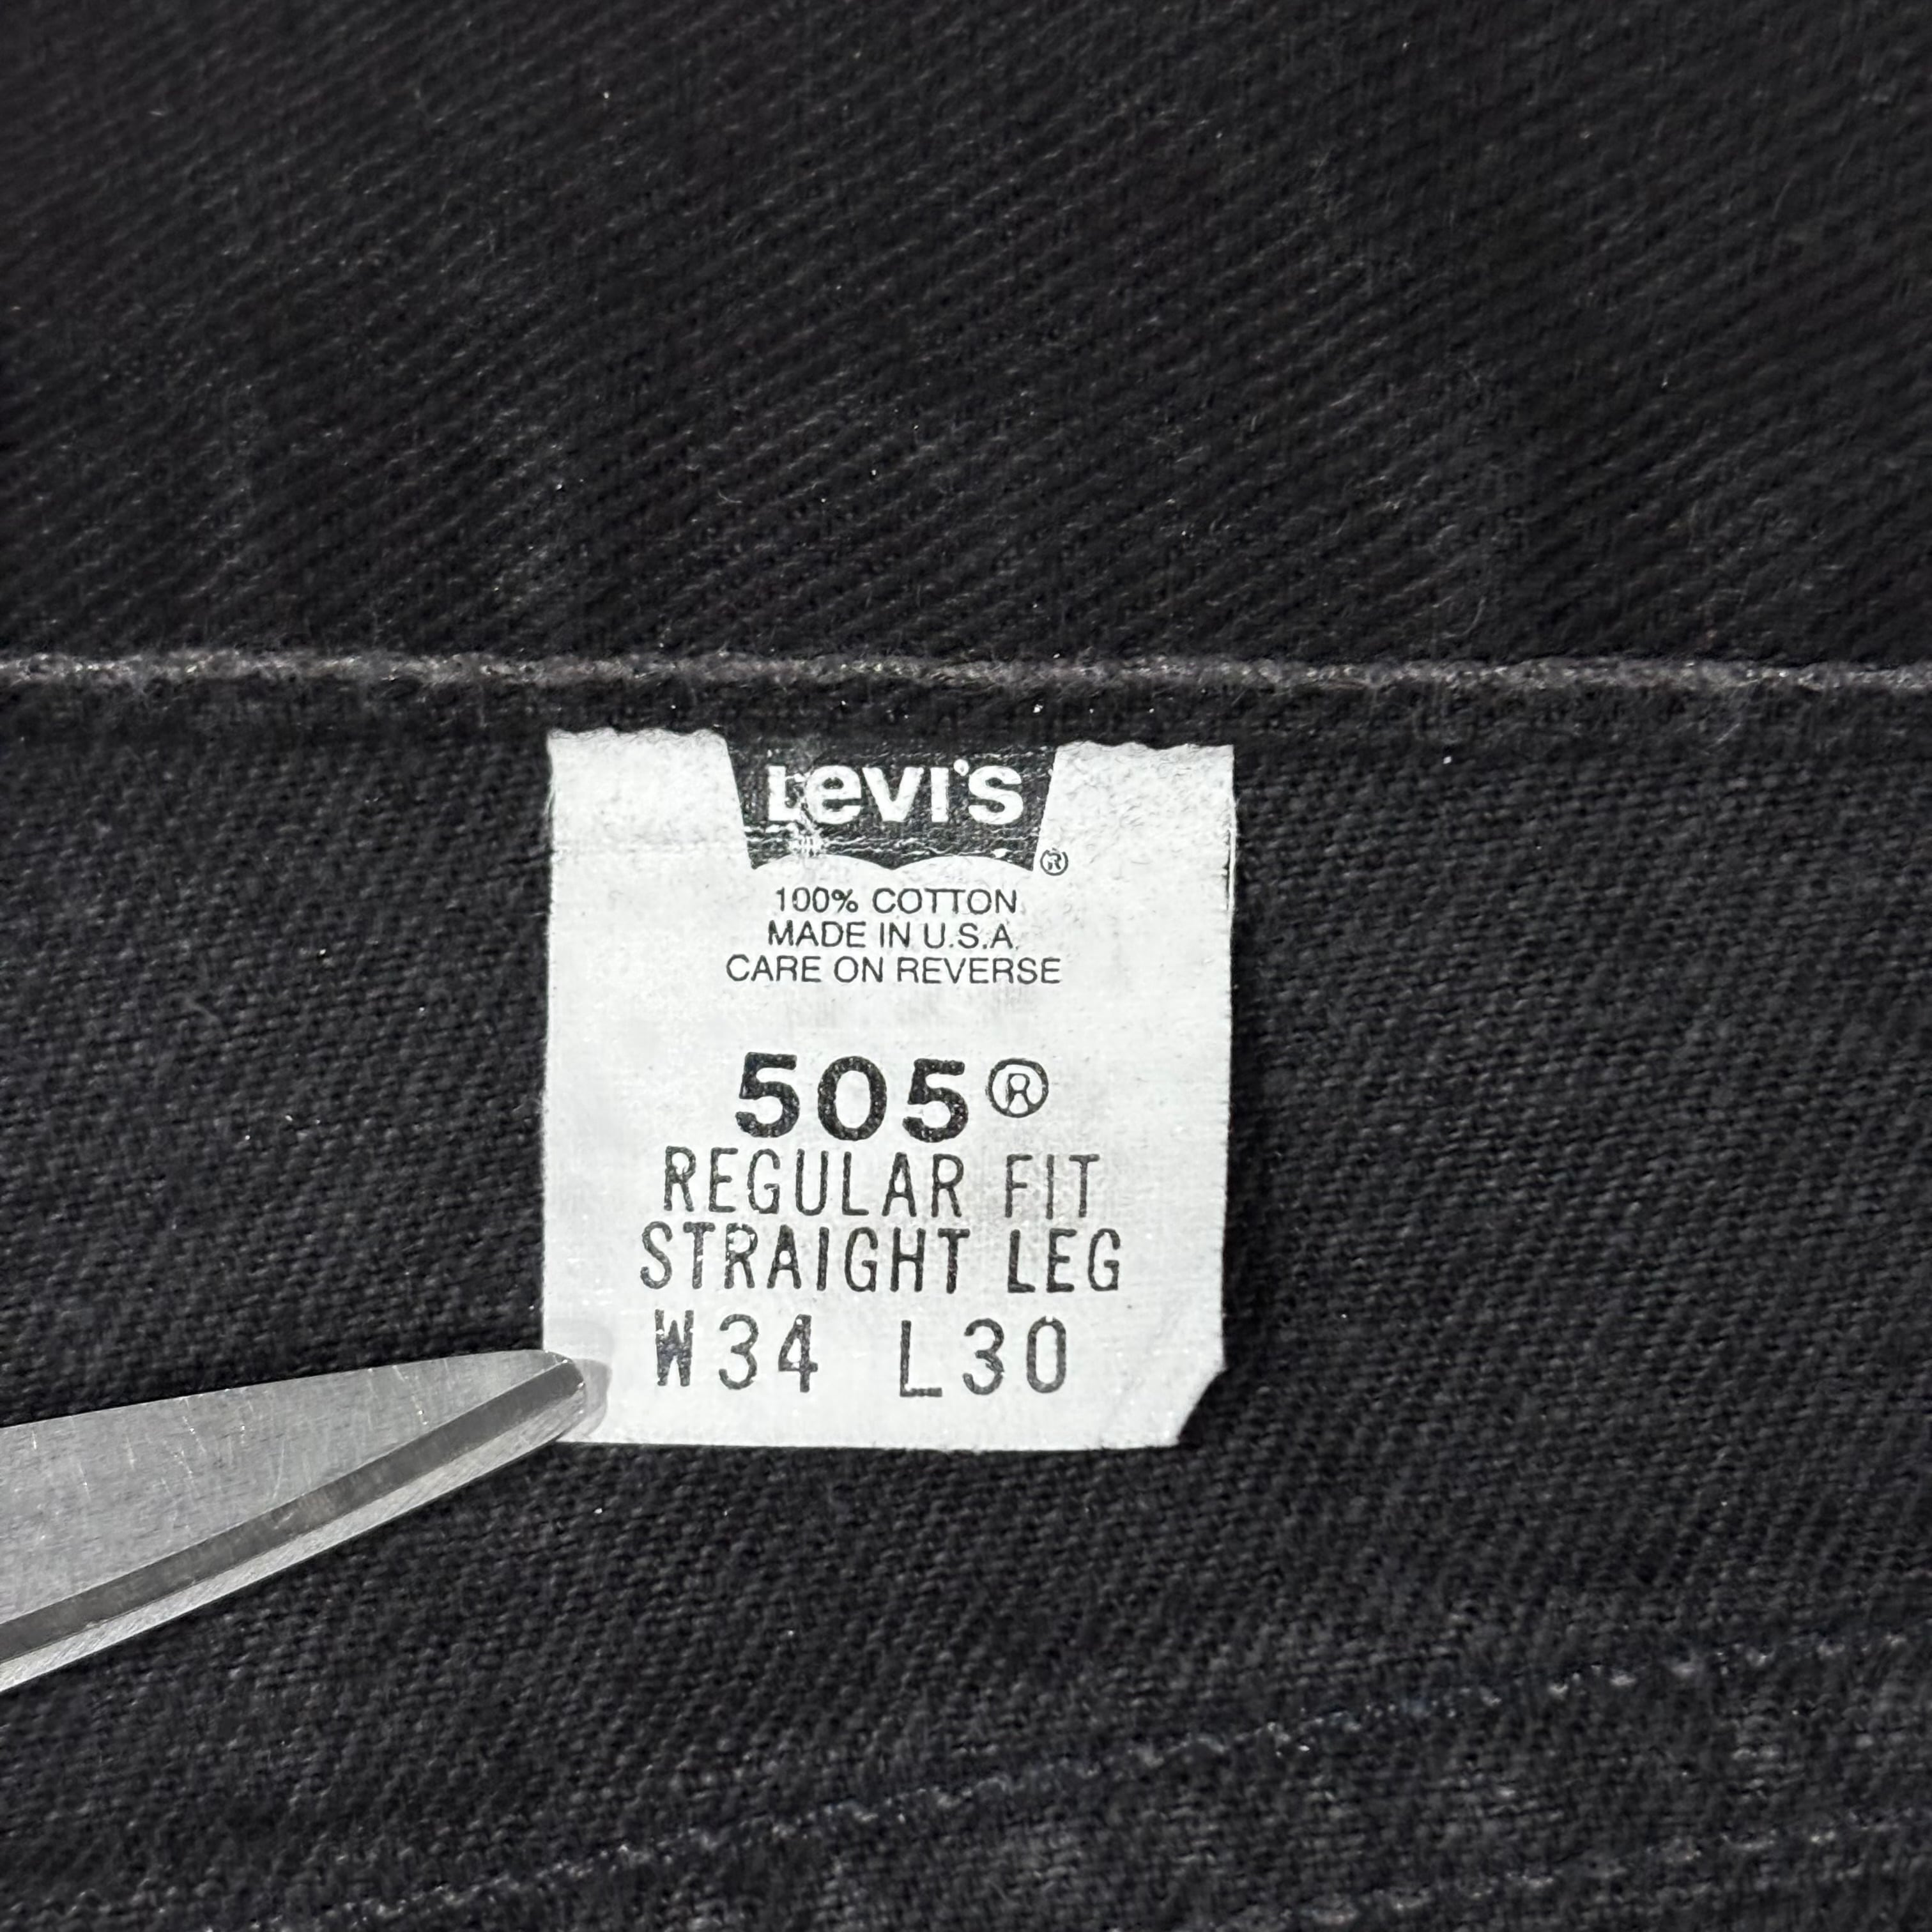 Levi's
®
100% COTTON
MADE IN U.S.A.
CARE ON REVERSE
505®
REGULAR FIT
STRAIGHT LEG
W34 L30